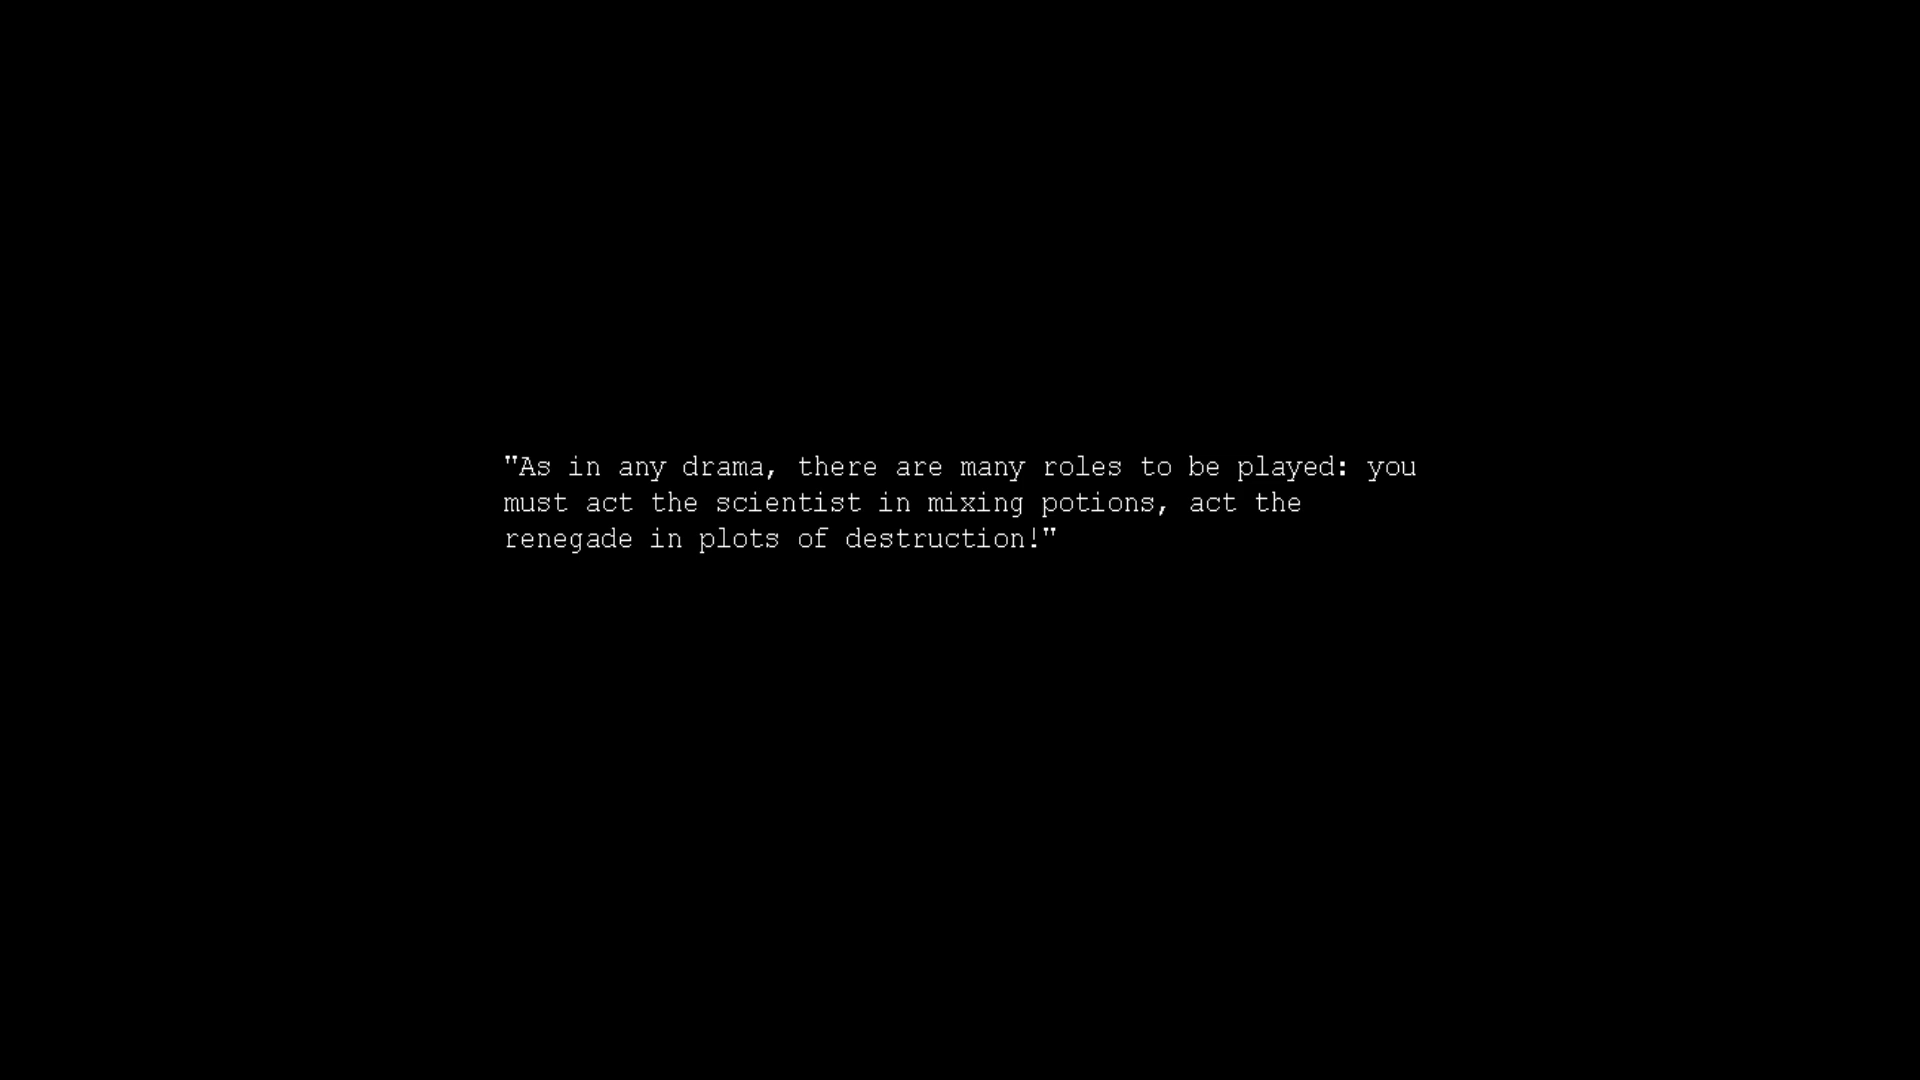 "As in any drama, there are many roles to be played: you
must act the scientist in mixing potions, act the
renegade in plots of destruction!"